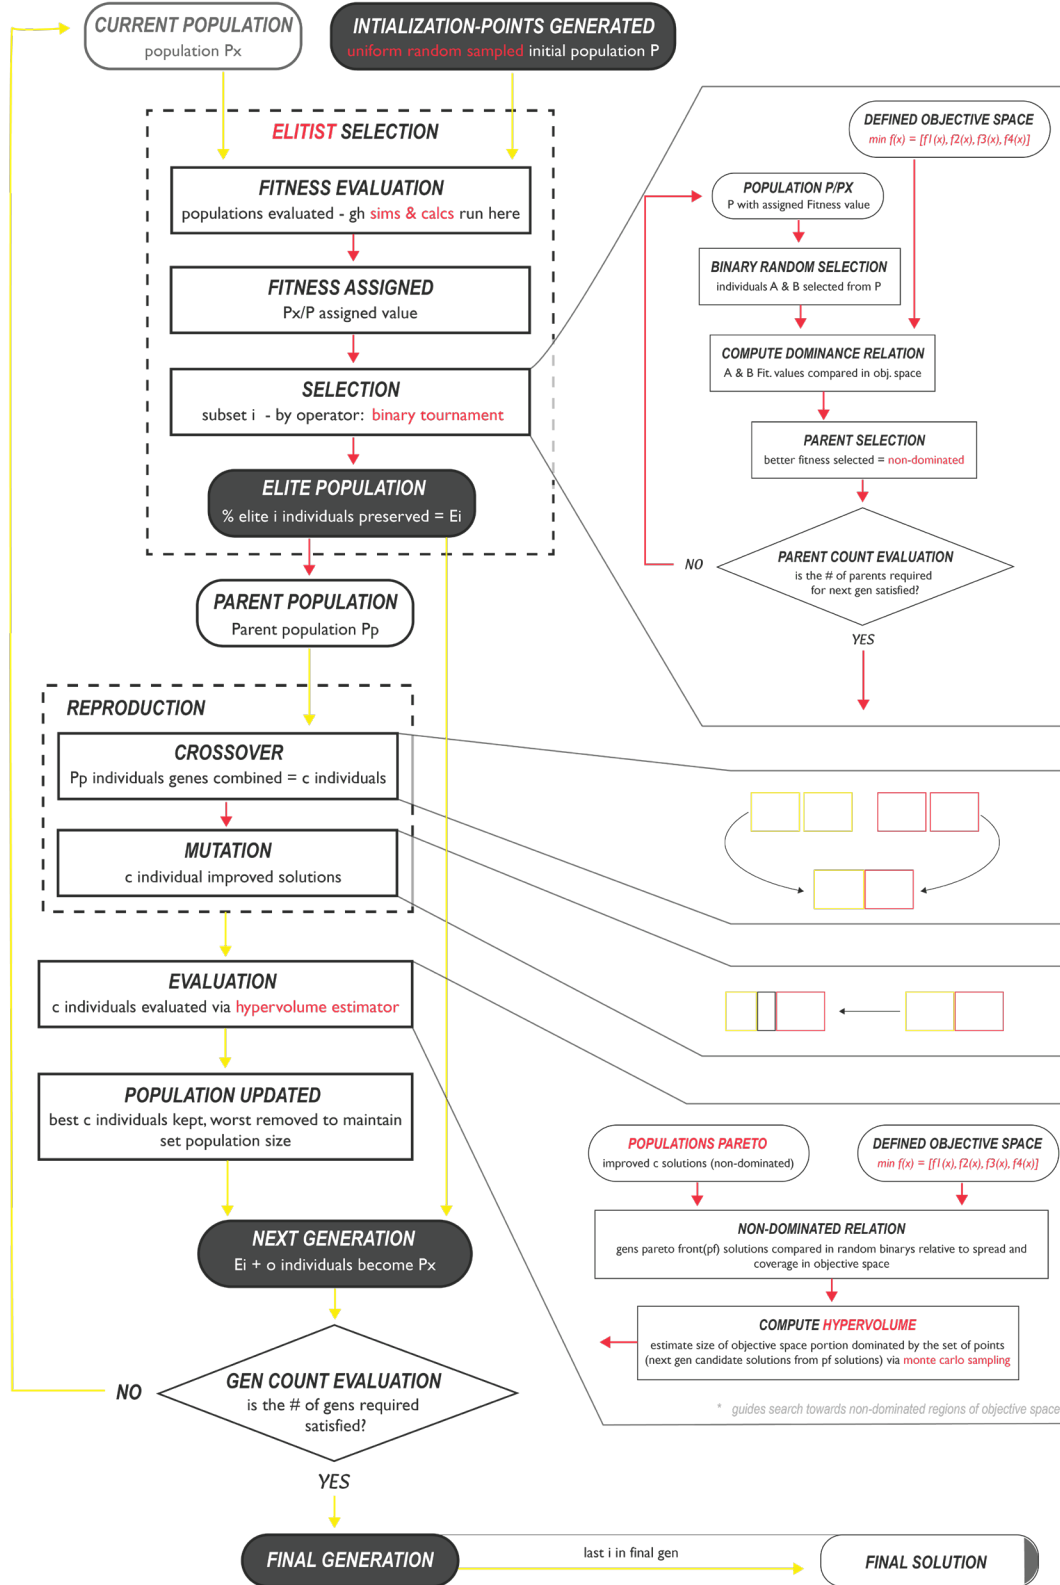 CURRENT POPULATION
population Px
INTIALIZATION-POINTS GENERATED
uniform random sampled initial population P
ELITIST SELECTION
FITNESS EVALUATION
populations evaluated - gh sims & calcs run here
FITNESS ASSIGNED
Px/P assigned value
SELECTION
subset i - by operator: binary tournament
ELITE POPULATION
% elite i individuals preserved = Ei
PARENT POPULATION
Parent population Pp
REPRODUCTION
CROSSOVER
Pp individuals genes combined = c individuals
MUTATION
c individual improved solutions
EVALUATION
c individuals evaluated via hypervolume estimator
POPULATION UPDATED
best c individuals kept, worst removed to maintain
set population size
NEXT GENERATION
Ei + o individuals become Px
GEN COUNT EVALUATION
is the # of gens required
satisfied?
NO
YES
FINAL GENERATION
last i in final gen
FINAL SOLUTION
DEFINED OBJECTIVE SPACE
min f(x) = [f1(x), f2(x), f3(x), f4(x)]
POPULATION P/PX
P with assigned Fitness value
BINARY RANDOM SELECTION
individuals A & B selected from P
COMPUTE DOMINANCE RELATION
A & B Fit. values compared in obj. space
PARENT SELECTION
better fitness selected = non-dominated
PARENT COUNT EVALUATION
is the # of parents required
for next gen satisfied?
NO
YES
POPULATIONS PARETO
improved c solutions (non-dominated)
DEFINED OBJECTIVE SPACE
min f(x) = [f1(x), f2(x), f3(x), f4(x)]
NON-DOMINATED RELATION
gens pareto front(pf) solutions compared in random binarys relative to spread and
coverage in objective space
COMPUTE HYPERVOLUME
estimate size of objective space portion dominated by the set of points
(next gen candidate solutions from pf solutions) via monte carlo sampling
* guides search towards non-dominated regions of objective space